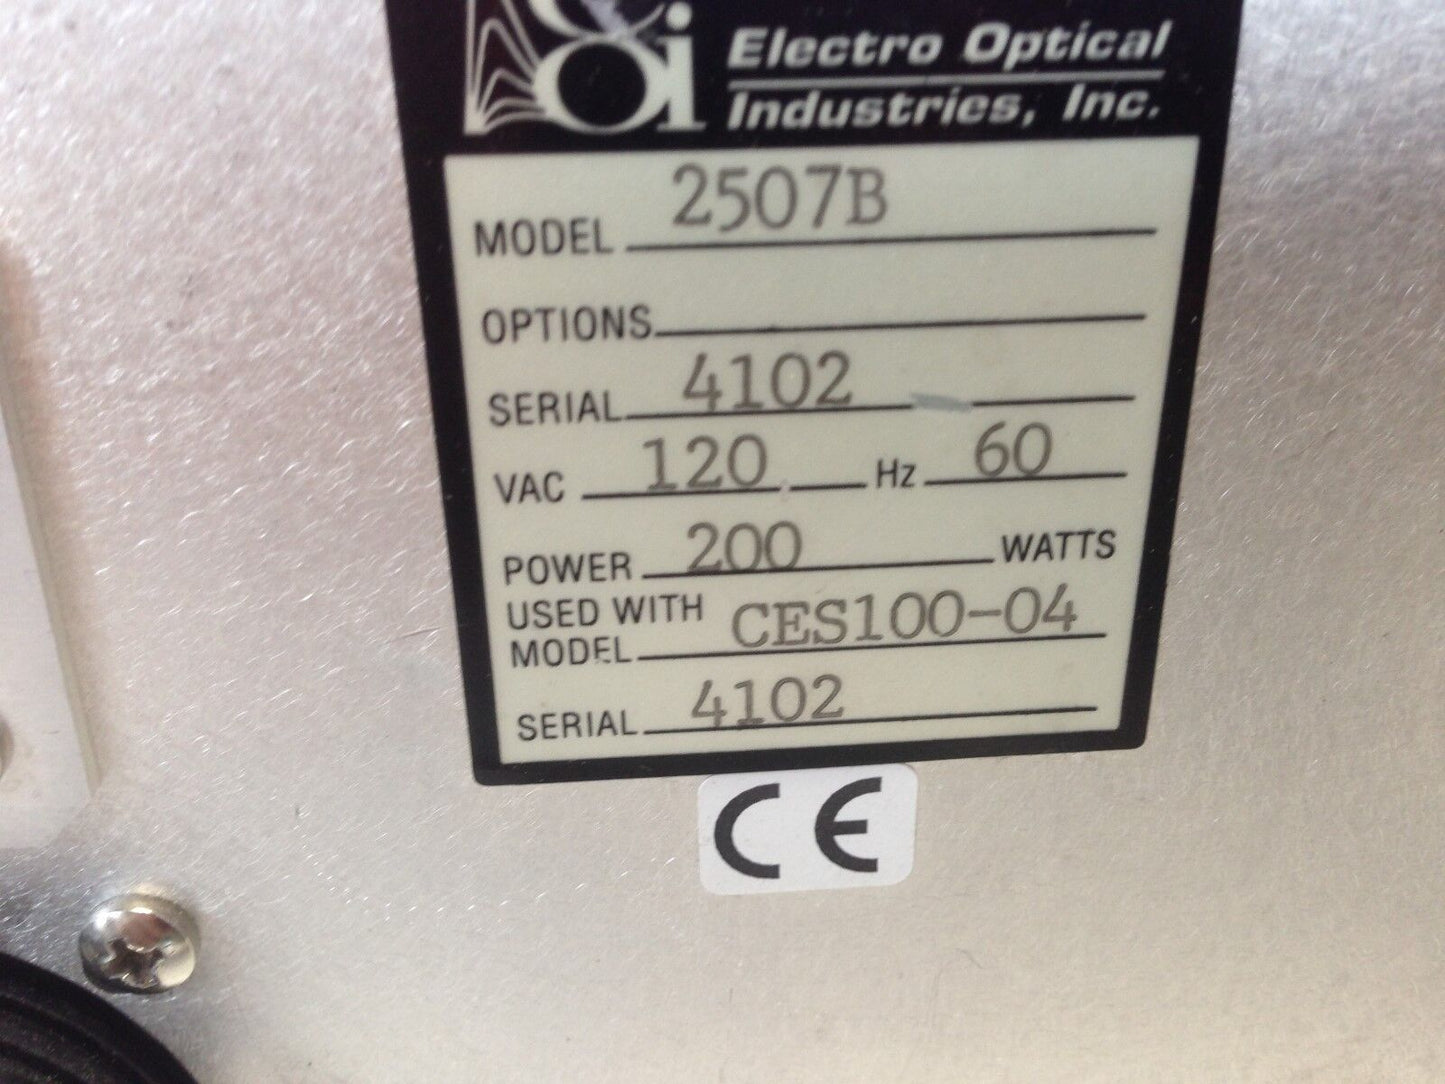 Electro Optical
Industries, Inc.
MODEL 2507B
OPTIONS
SERIAL 4102
VAC 120 Hz 60
POWER 200 WATTS
USED WITH
MODEL CES100-04
SERIAL 4102
CE